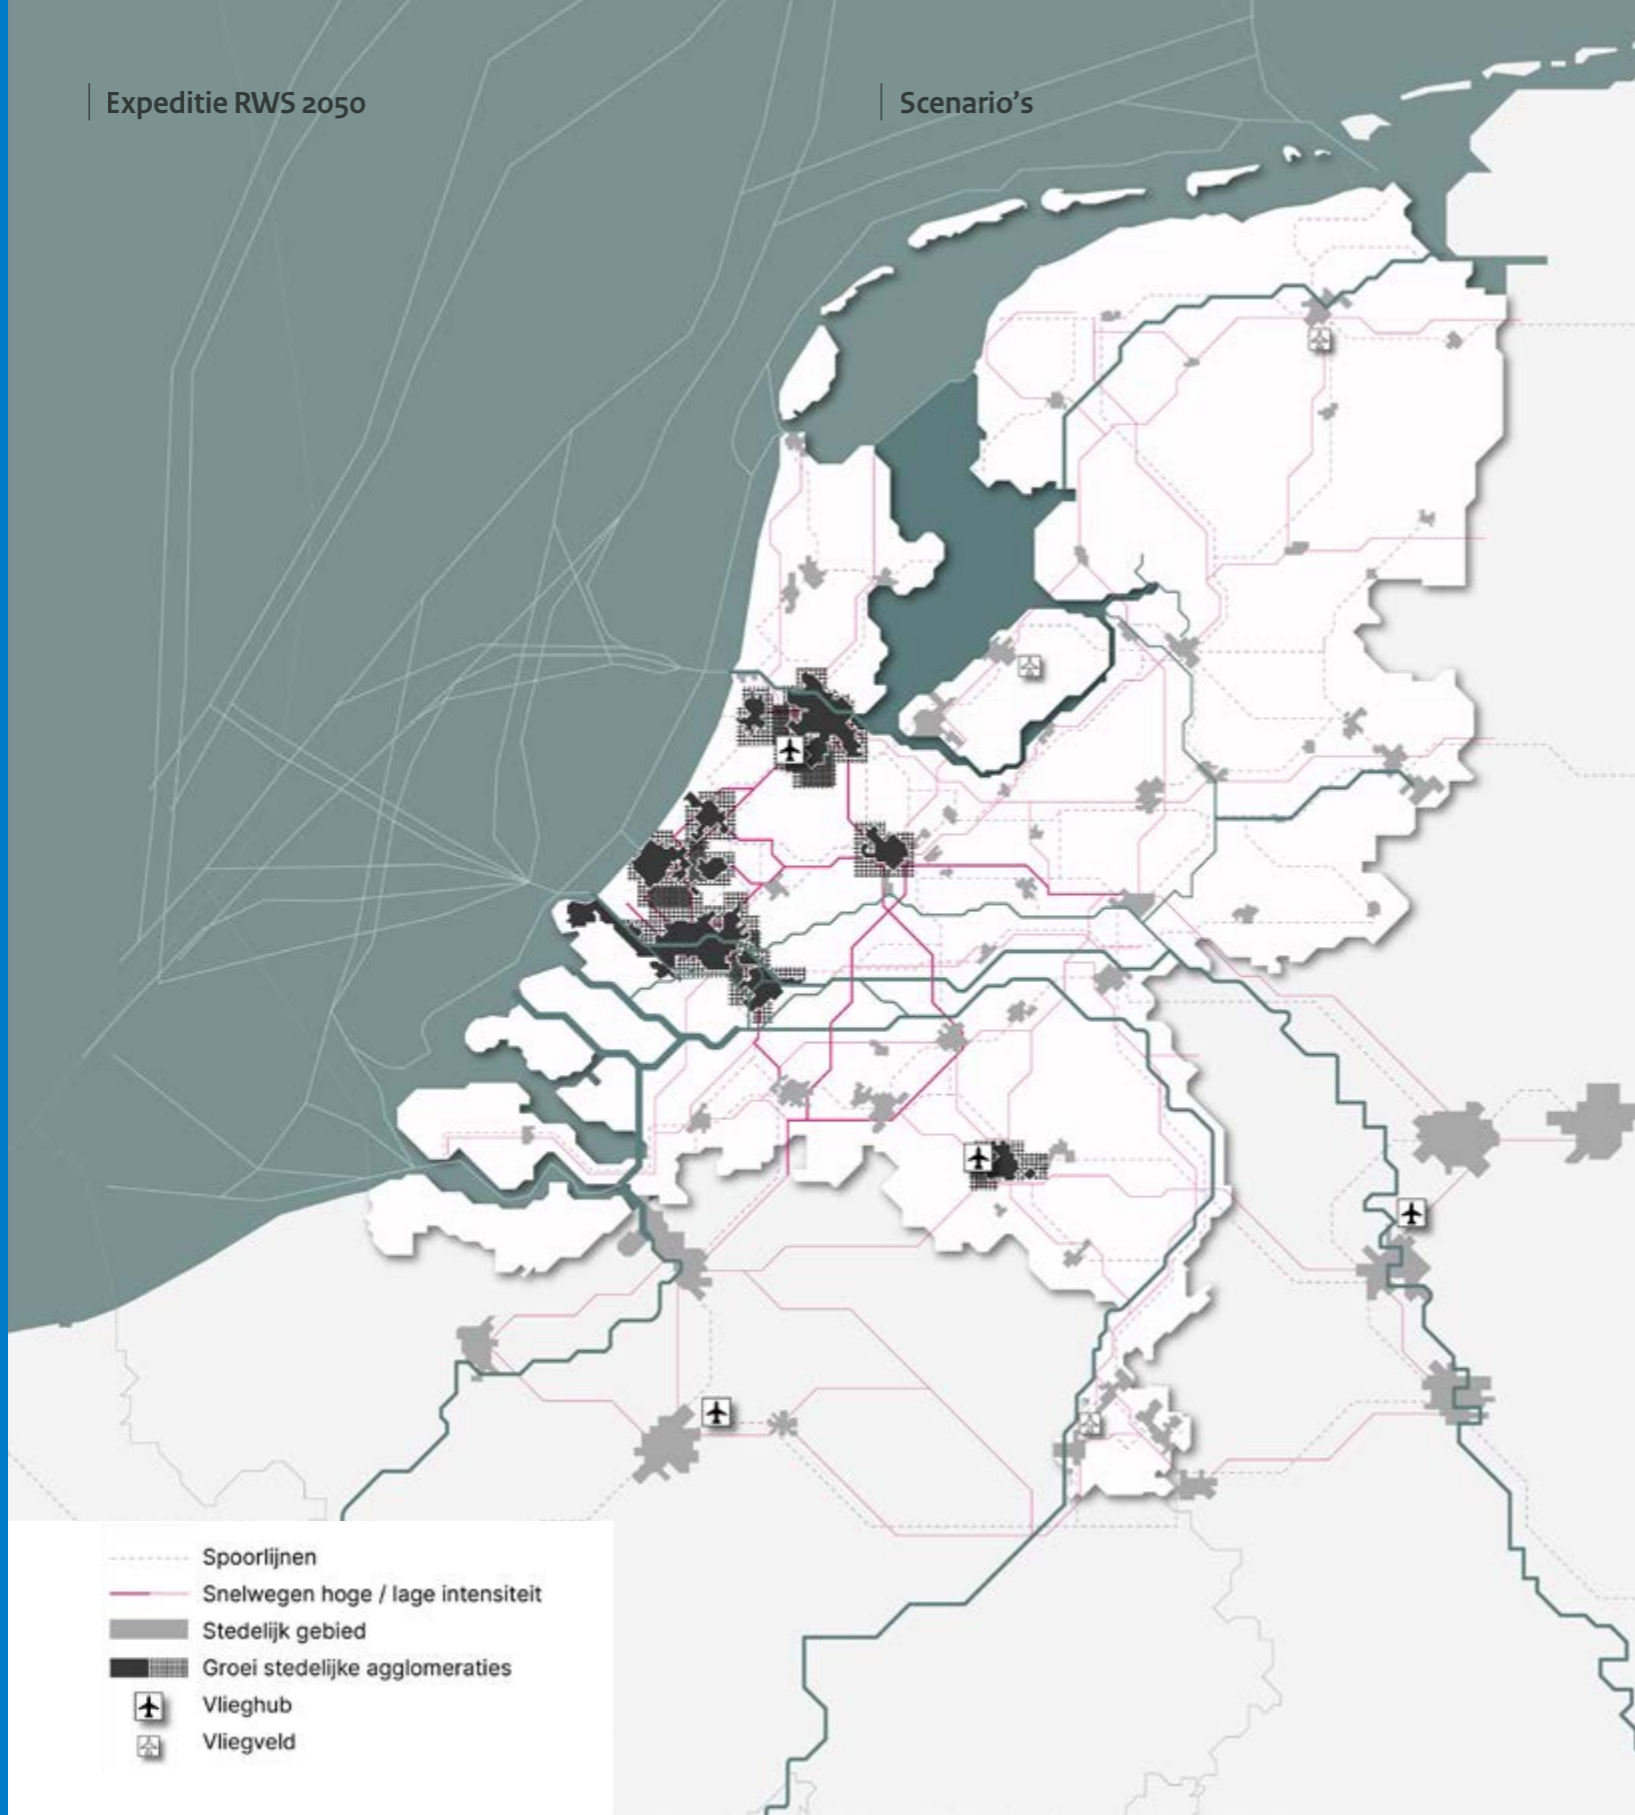 Expeditie RWS 2050
Scenario's
Spoorlijnen
Snelwegen hoge / lage intensiteit
Stedelijk gebied
Groei stedelijke agglomeraties
Vlieghub
Vliegveld